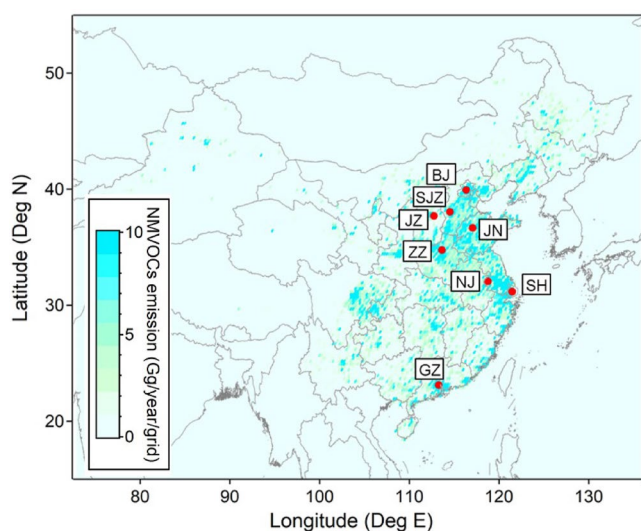 50
40
30
20
Latitude (Deg N)
BJ
SJZ
JZ
JN
ZZ
NJ
SH
GZ
10
5
0
NMVOCs emission (Gg/year/grid)
80
90
100
110
120
130
Longitude (Deg E)